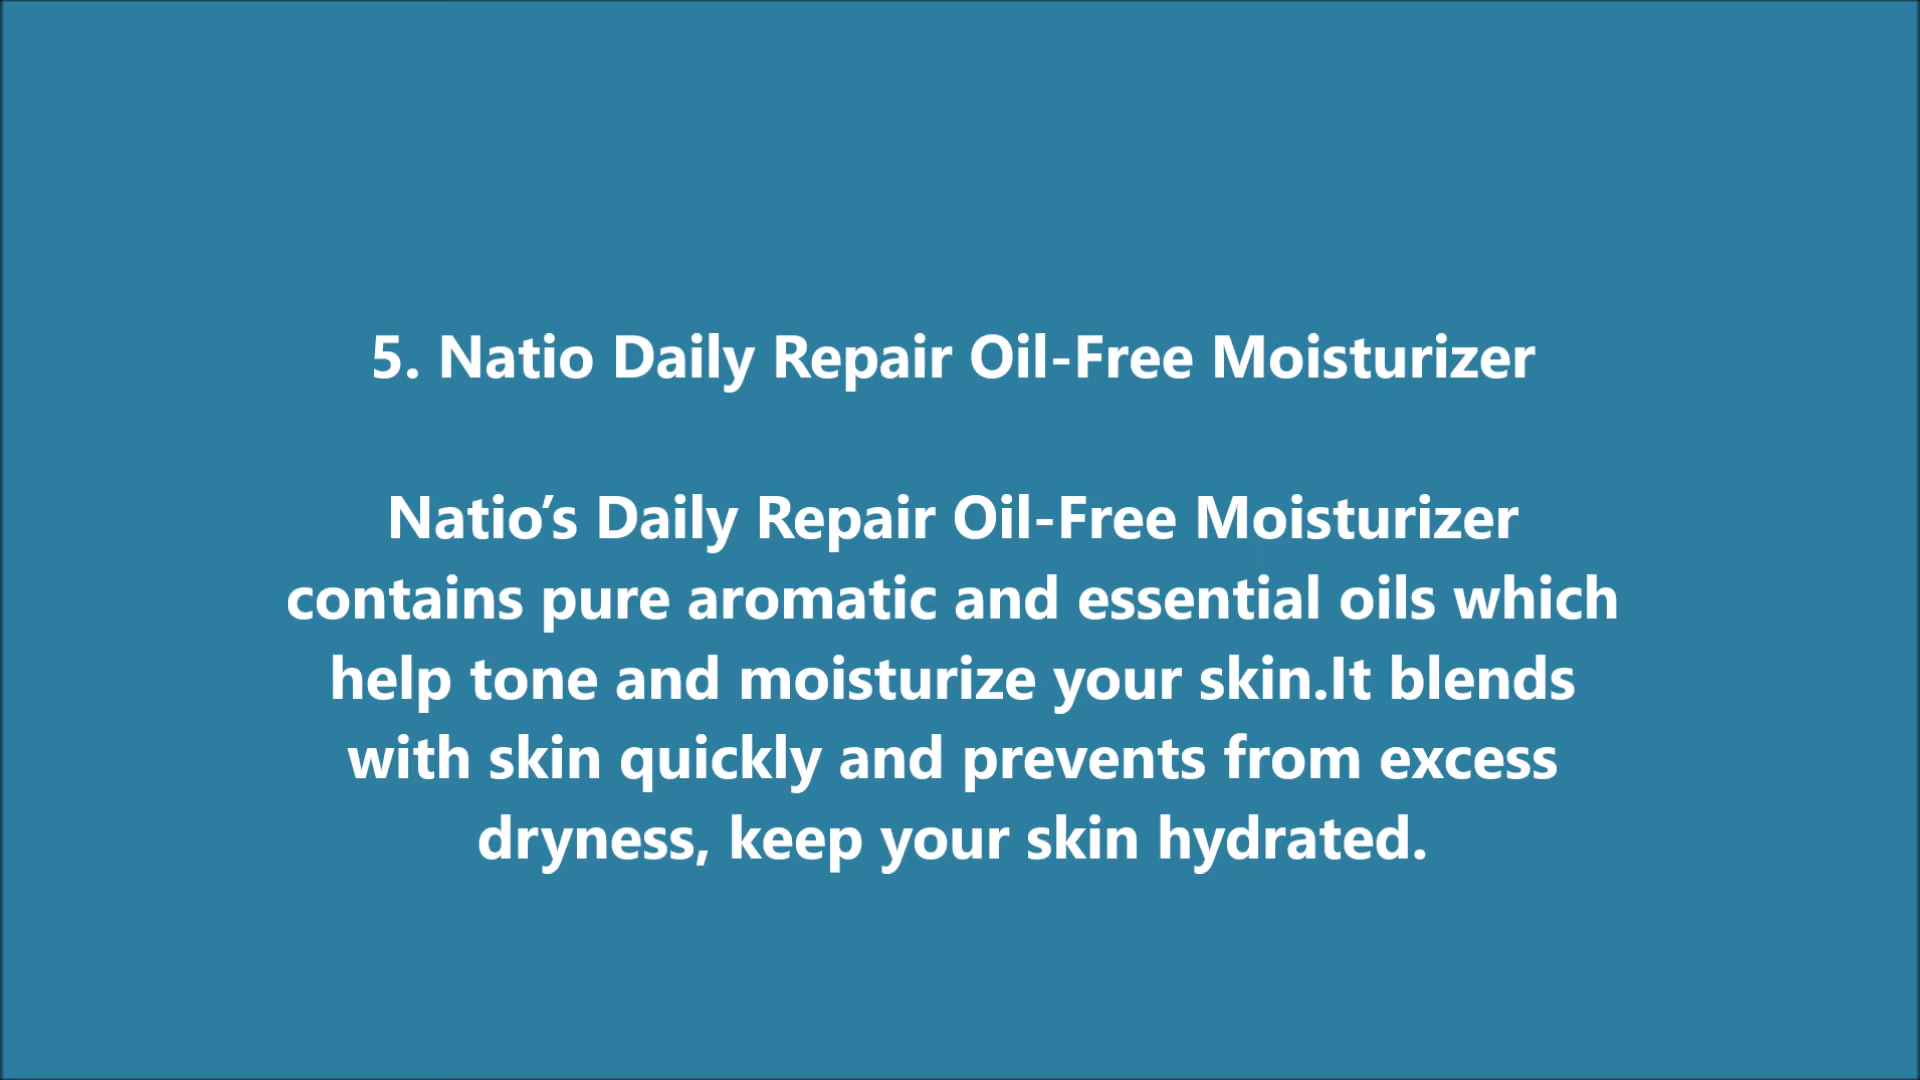 5. Natio Daily Repair Oil-Free Moisturizer
Natio’s Daily Repair Oil-Free Moisturizer
contains pure aromatic and essential oils which
help tone and moisturize your skin.It blends
with skin quickly and prevents from excess
dryness, keep your skin hydrated.